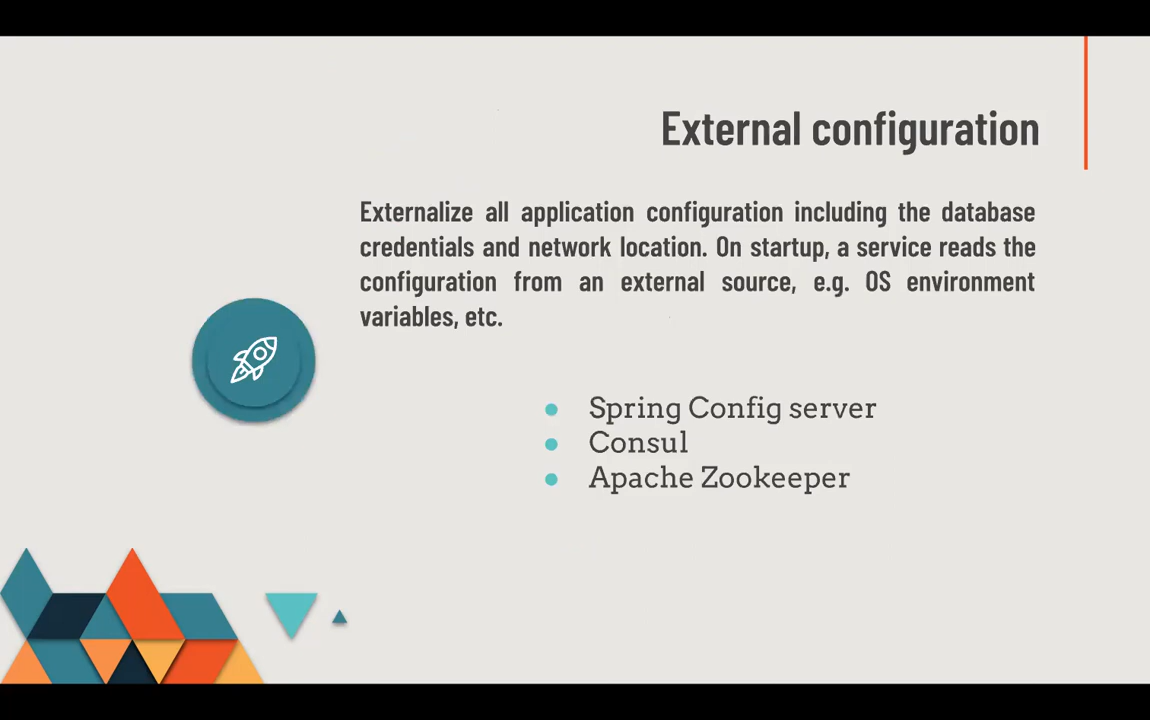 External configuration
Externalize all application configuration including the database
credentials and network location. On startup, a service reads the
configuration from an external source, e.g. OS environment
variables, etc.
● Spring Config server
● Consul
● Apache Zookeeper